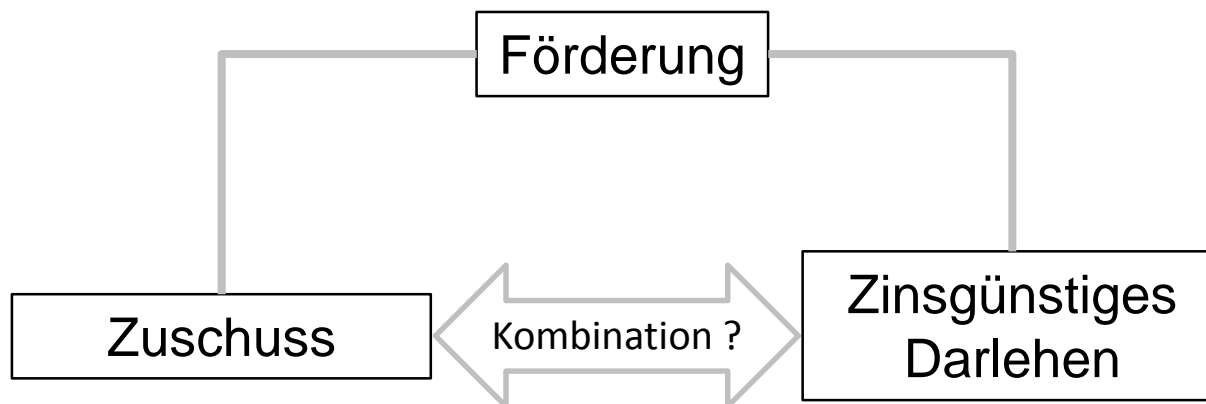 Förderung
Zuschuss
Kombination ?
Zinsgünstiges
Darlehen